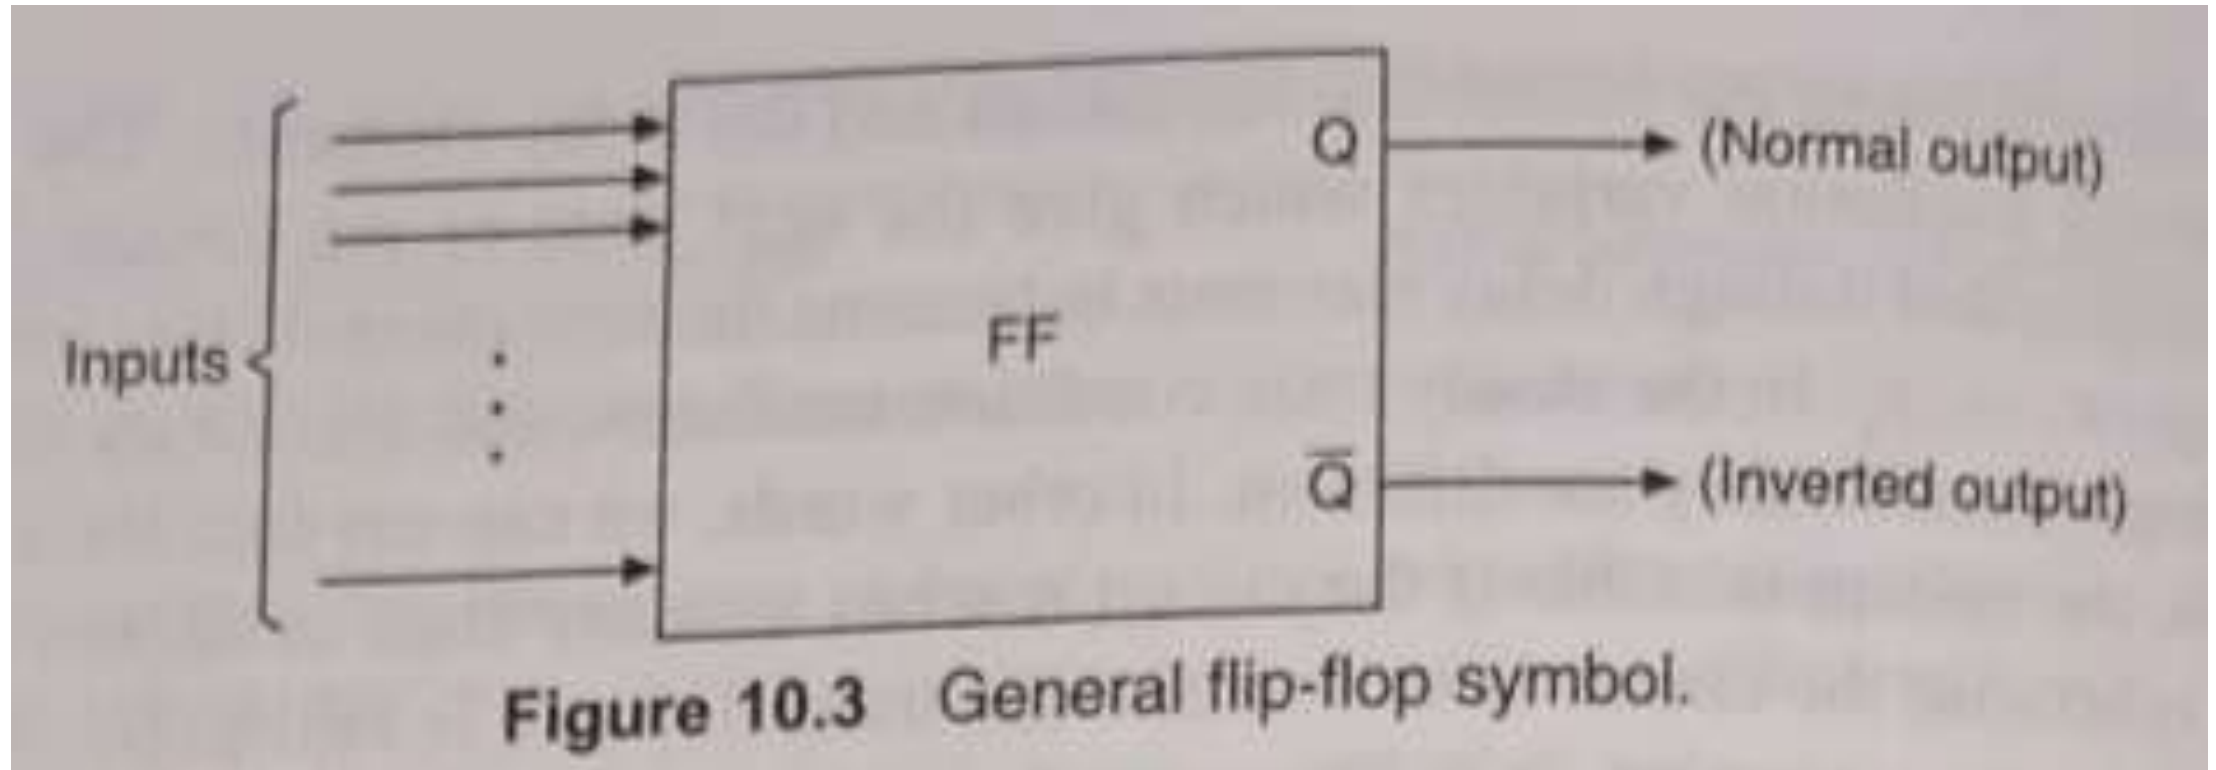 Q
(Normal output)
Inputs
FF
Q̅
(Inverted output)
Figure 10.3 General flip-flop symbol.